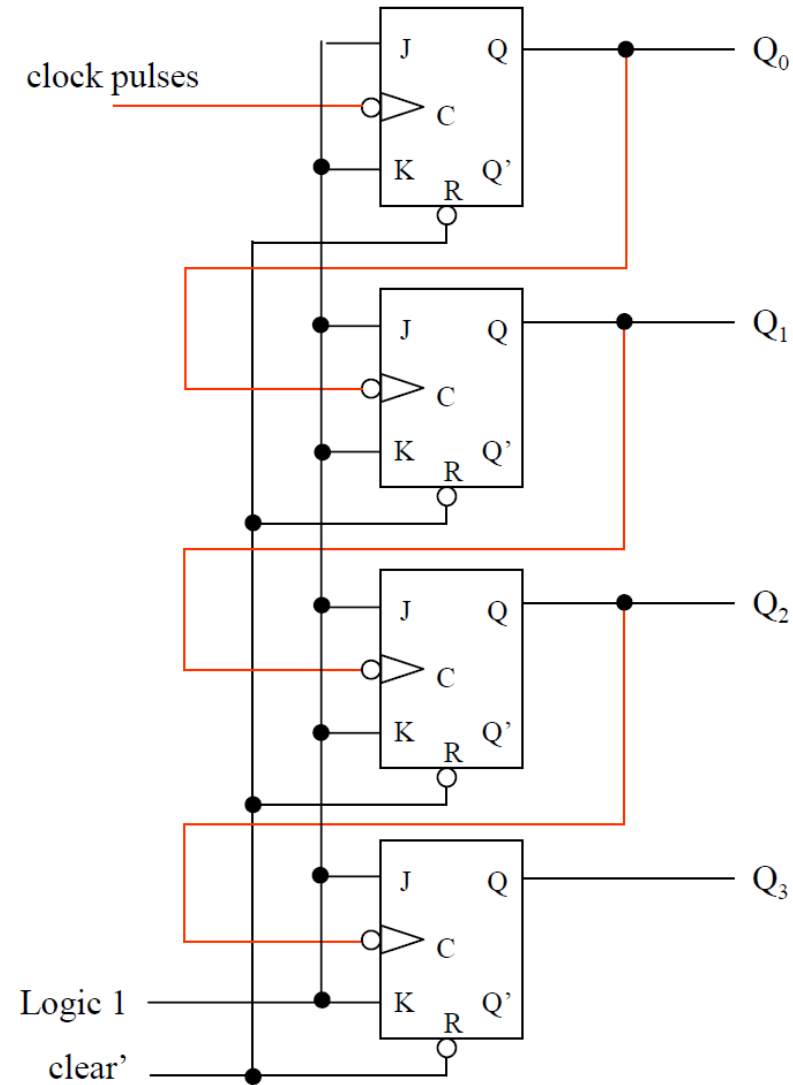 J Q Q₀
clock pulses
C
K Q’
R
J Q Q₁
C
K Q’
R
J Q Q₂
C
K Q’
R
J Q Q₃
C
Logic 1 K Q’
R
clear’